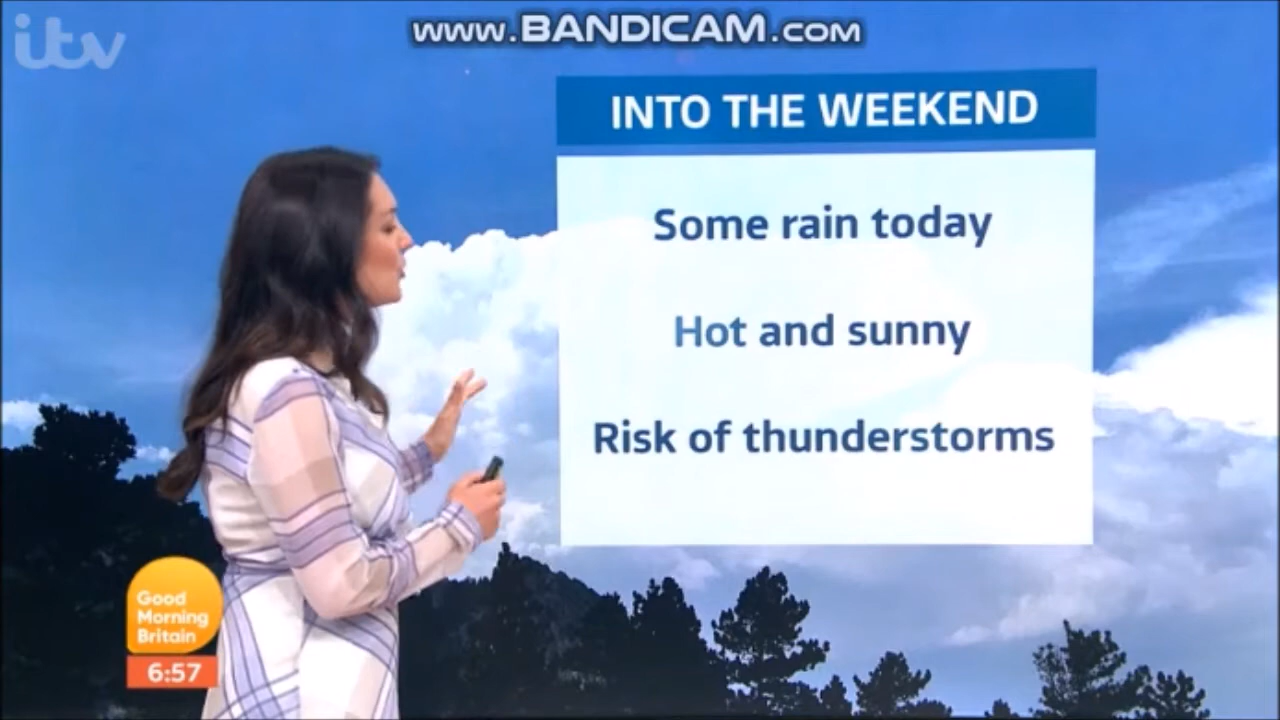 itv
www.BANDICAM.com
INTO THE WEEKEND
Some rain today
Hot and sunny
Risk of thunderstorms
Good
Morning
Britain
6:57